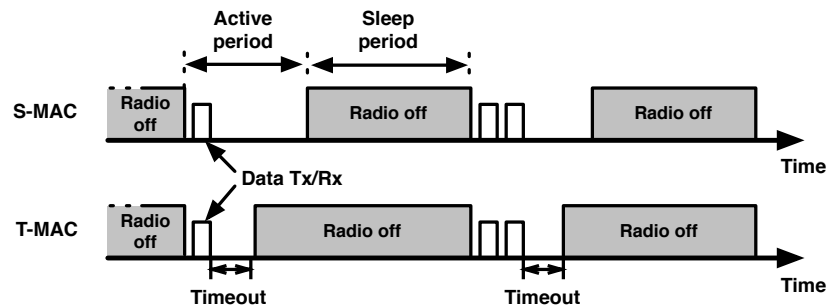 Active
period
Sleep
period
S-MAC
Radio
off
Radio off
Radio off
Time
Data Tx/Rx
T-MAC
Radio
off
Radio off
Radio off
Time
Timeout
Timeout